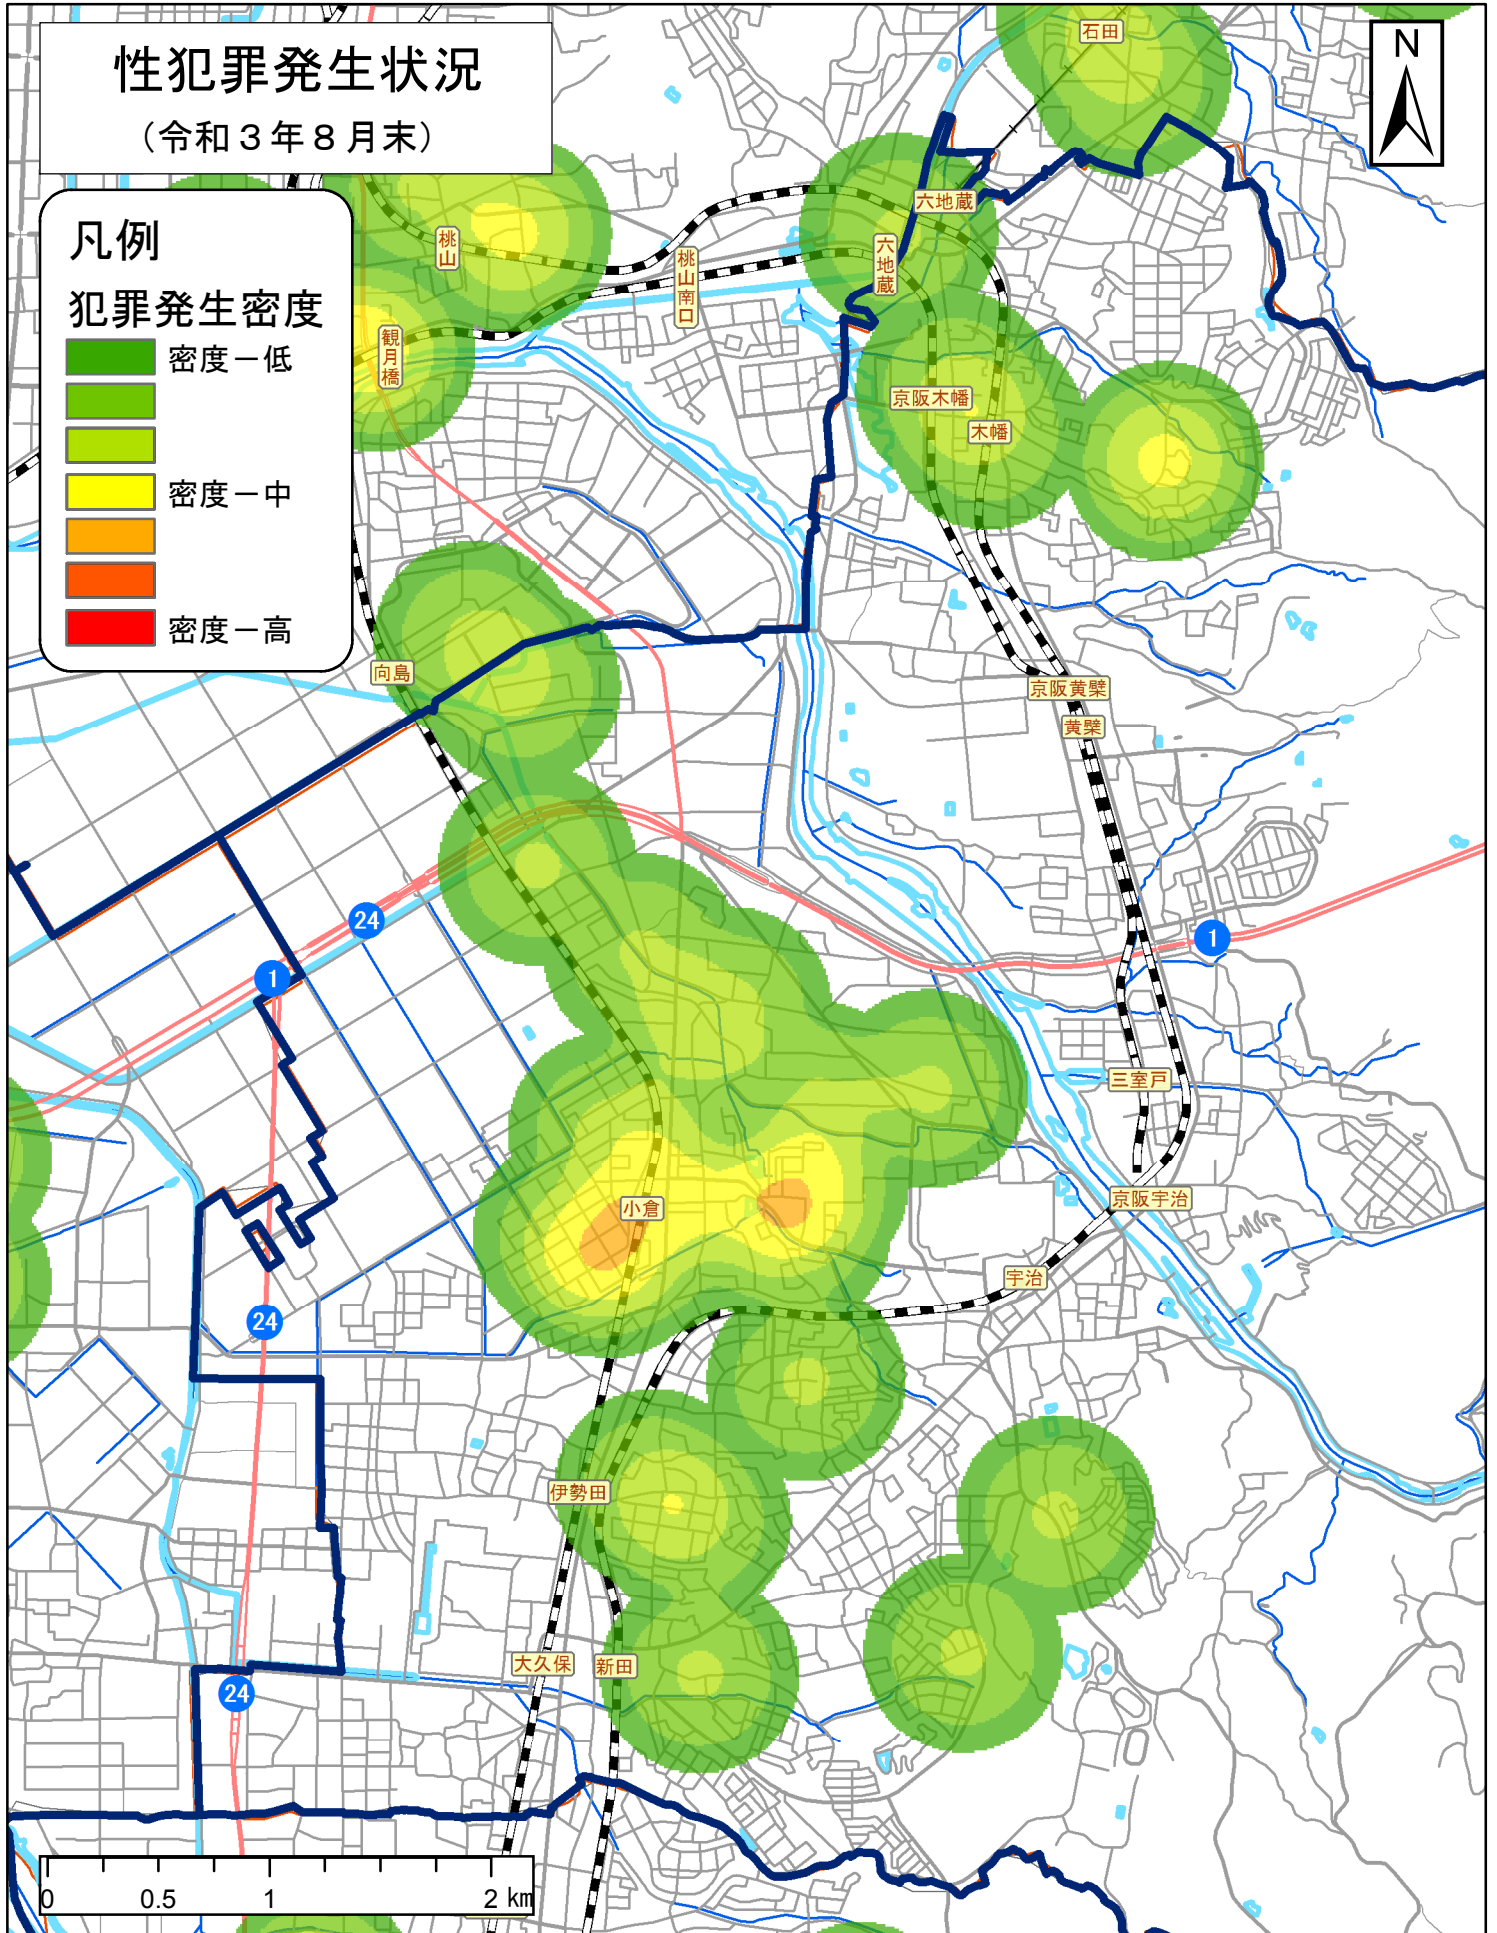 性犯罪発生状況
（令和３年８月末）
N
凡例
犯罪発生密度
密度－低
密度－中
密度－高
石田
六地蔵
六地蔵
桃山
桃山南口
観月橋
京阪木幡
木幡
向島
京阪黄檗
黄檗
24
1
1
三室戸
京阪宇治
小倉
宇治
24
伊勢田
大久保
新田
24
0 0.5 1 2 km